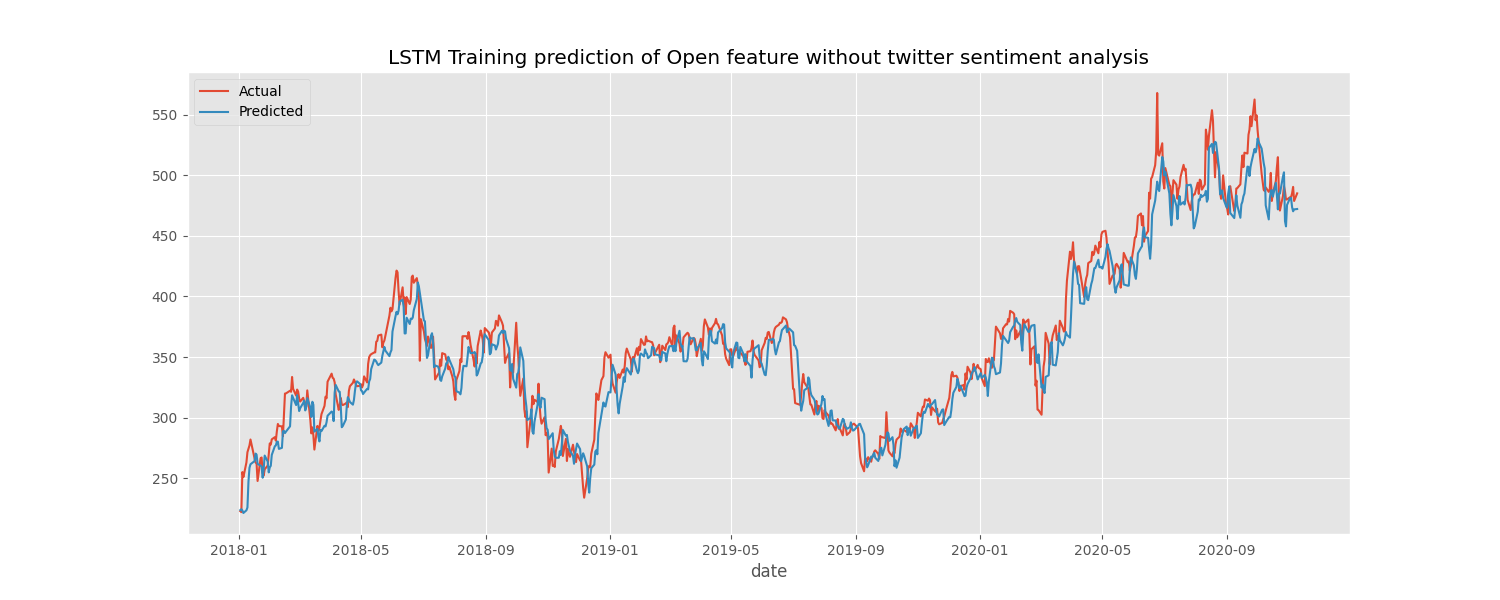 LSTM Training prediction of Open feature without twitter sentiment analysis
Actual
Predicted
550
500
450
400
350
300
250
2018-01 2018-05 2018-09 2019-01 2019-05 2019-09 2020-01 2020-05 2020-09
date